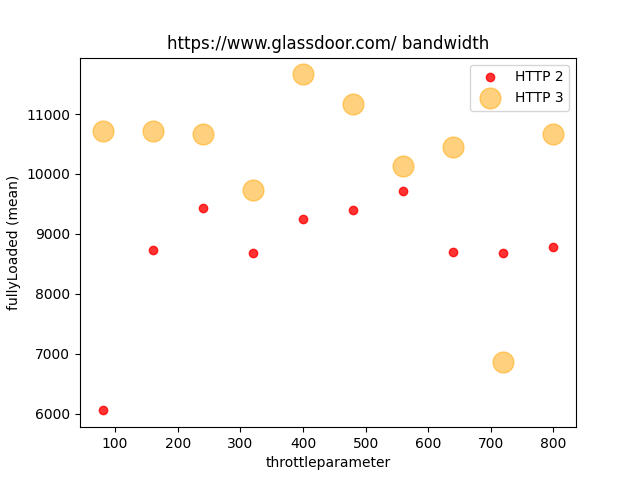 https://www.glassdoor.com/ bandwidth
HTTP 2
HTTP 3
fullyLoaded (mean)
11000
10000
9000
8000
7000
6000
100 200 300 400 500 600 700 800
throttleparameter